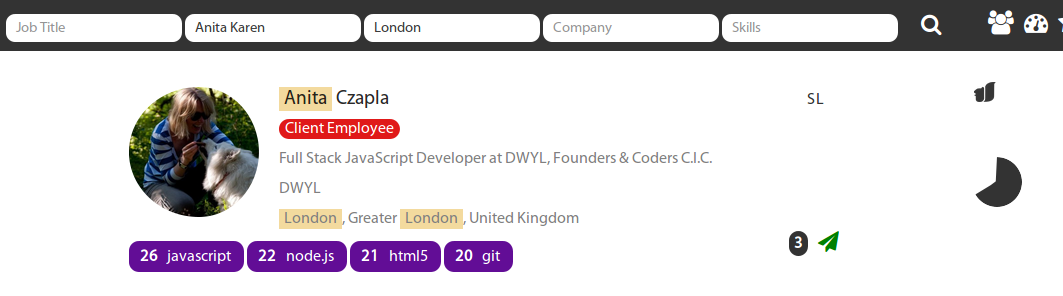 Job Title Anita Karen London Company Skills
Anita Czapla SL
Client Employee
Full Stack JavaScript Developer at DWYL, Founders & Coders C.I.C.
DWYL
London, Greater London, United Kingdom
26 javascript 22 node.js 21 html5 20 git 3